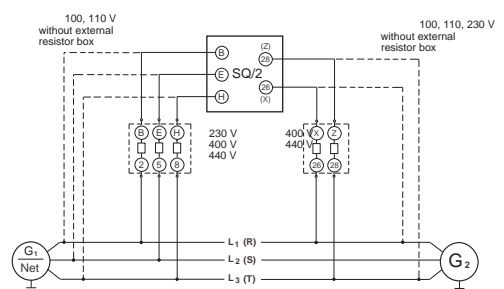 100, 110 V
without external
resistor box
100, 110, 230 V
without external
resistor box
B
(Z)
28
E
SQ/2
26
H
(X)
B E H
230 V
400 V
440 V
2 5 8
400 V
440 V
X Z
26 28
L1 (R)
L2 (S)
L3 (T)
G1
Net
G2